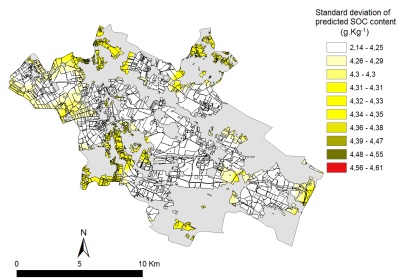 Standard deviation of
predicted SOC content
(g.Kg⁻¹)
2,14 - 4,25
4,26 - 4,29
4,3 - 4,3
4,31 - 4,31
4,32 - 4,33
4,34 - 4,35
4,36 - 4,38
4,39 - 4,47
4,48 - 4,55
4,56 - 4,61
N
0 5 10 Km